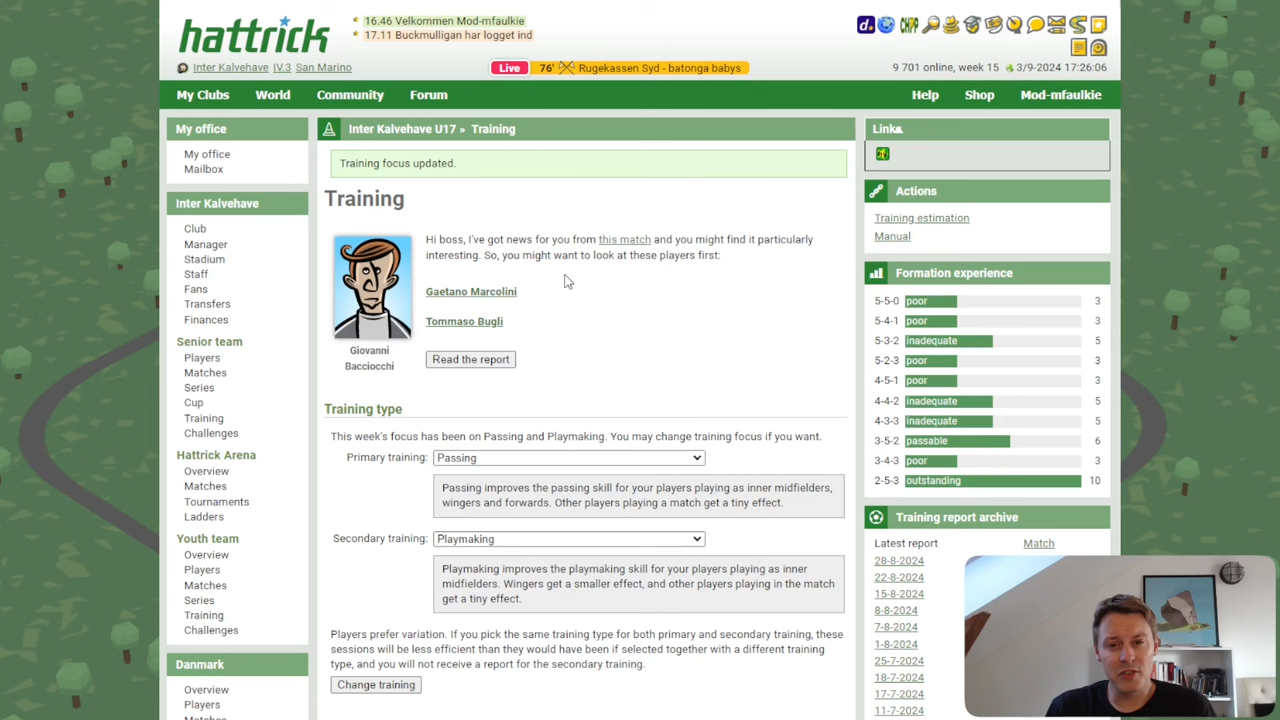 hattrick
16.46 Velkommen Mod-mfaulkie
17.11 Buckmulligan har logget ind
d.
CHPP
Inter Kalvehave IV.3 San Marino
Live 76' Rugekassen Syd - batonga babys
9 701 online, week 15 3/9-2024 17:26:06
My Clubs World Community Forum Help Shop Mod-mfaulkie
My office
My office
Mailbox
Inter Kalvehave
Club
Manager
Stadium
Staff
Fans
Transfers
Finances
Senior team
Players
Matches
Series
Cup
Training
Challenges
Hattrick Arena
Overview
Matches
Tournaments
Ladders
Youth team
Overview
Players
Matches
Series
Training
Challenges
Danmark
Overview
Players
Inter Kalvehave U17 » Training
Training focus updated.
Training
Hi boss, I've got news for you from this match and you might find it particularly
interesting. So, you might want to look at these players first:
Gaetano Marcolini
Tommaso Bugli
Giovanni
Bacciocchi
Read the report
Training type
This week's focus has been on Passing and Playmaking. You may change training focus if you want.
Primary training: Passing
Passing improves the passing skill for your players playing as inner midfielders,
wingers and forwards. Other players playing a match get a tiny effect.
Secondary training: Playmaking
Playmaking improves the playmaking skill for your players playing as inner
midfielders. Wingers get a smaller effect, and other players playing in the match
get a tiny effect.
Players prefer variation. If you pick the same training type for both primary and secondary training, these
sessions will be less efficient than they would have been if selected together with a different training
type, and you will not receive a report for the secondary training.
Change training
Links
Actions
Training estimation
Manual
Formation experience
5-5-0 poor 3
5-4-1 poor 3
5-3-2 inadequate 5
5-2-3 poor 3
4-5-1 poor 3
4-4-2 inadequate 5
4-3-3 inadequate 5
3-5-2 passable 6
3-4-3 poor 3
2-5-3 outstanding 10
Training report archive
Latest report Match
28-8-2024
22-8-2024
15-8-2024
8-8-2024
7-8-2024
1-8-2024
25-7-2024
18-7-2024
17-7-2024
11-7-2024